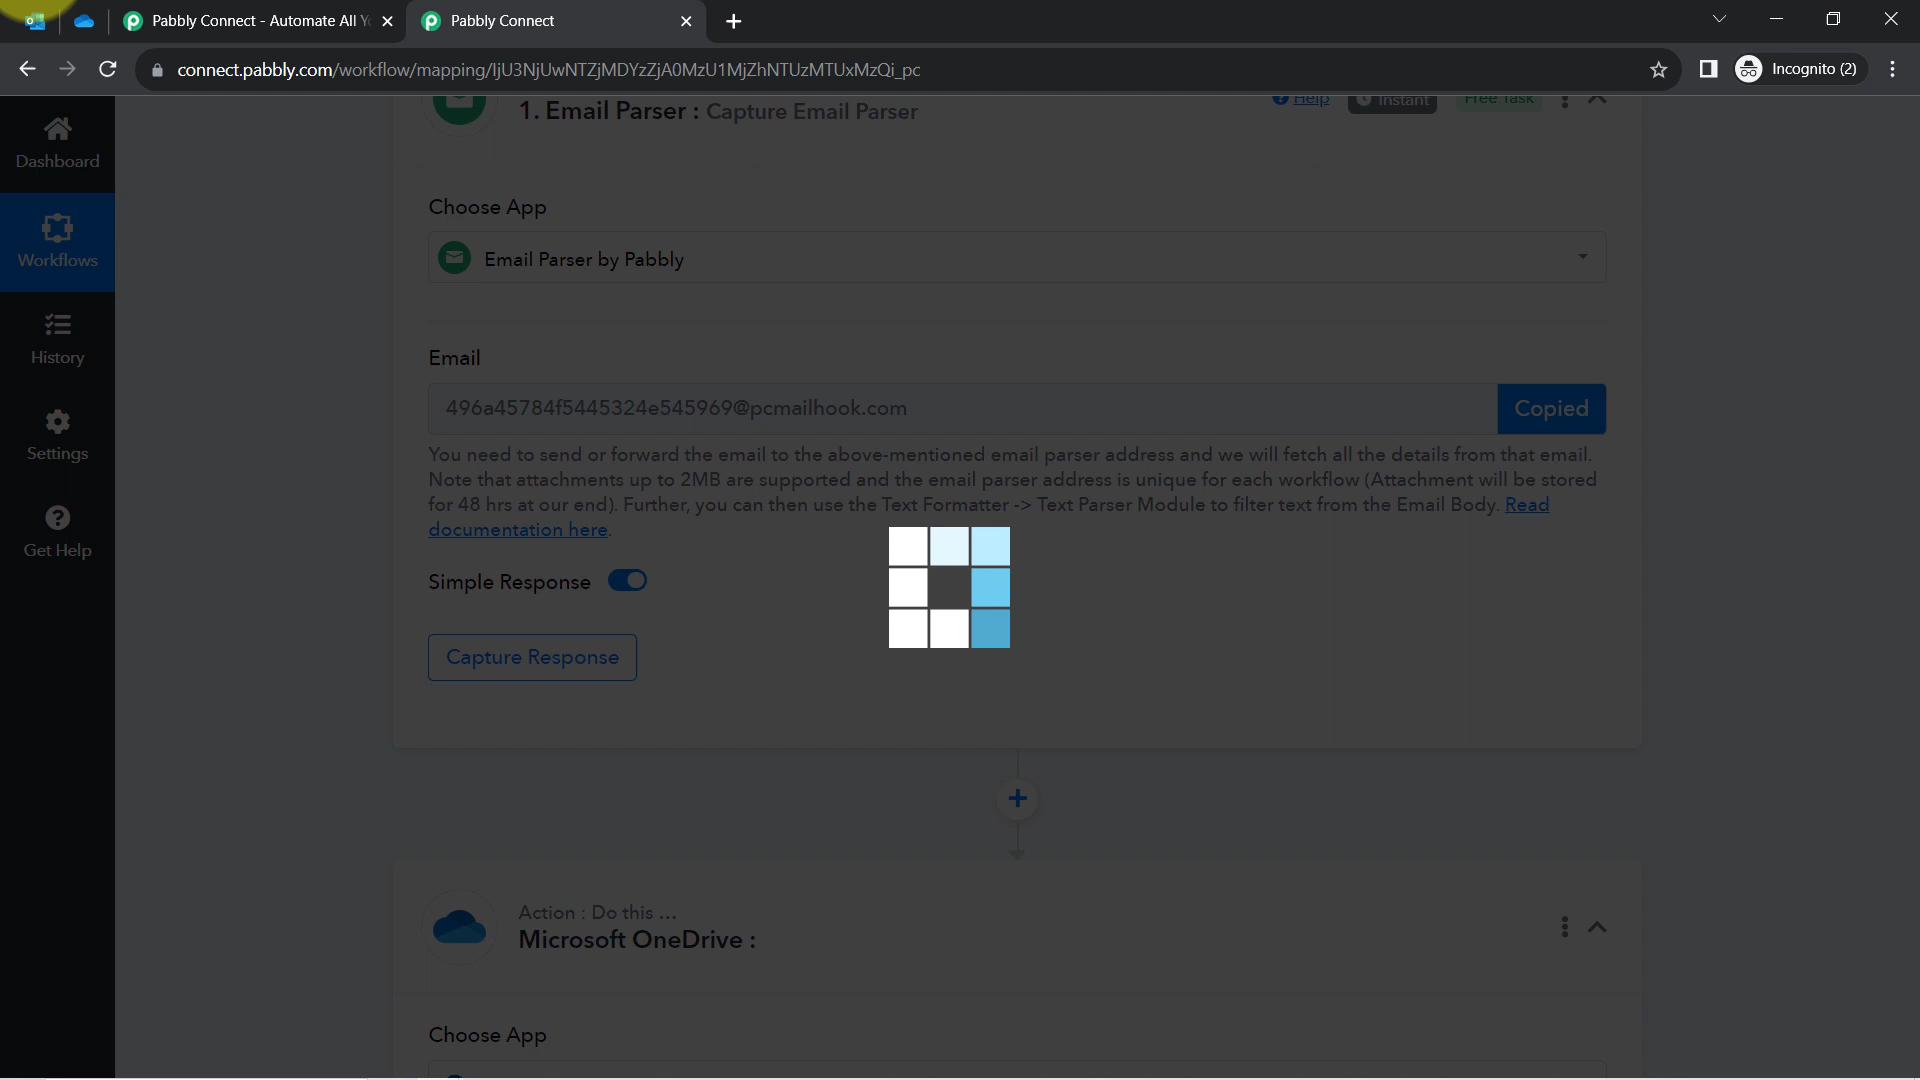 Pabbly Connect - Automate All Y
Pabbly Connect
connect.pabbly.com/workflow/mapping/IjU3NjUwNTZjMDYzZjA0MzU1MjZhNTUzMTUxMzQi_pc
Incognito (2)
Dashboard
Workflows
History
Settings
Get Help
1. Email Parser : Capture Email Parser
Help
Instant
Free Task
Choose App
Email Parser by Pabbly
Email
496a45784f5445324e545969@pcmailhook.com
Copied
You need to send or forward the email to the above-mentioned email parser address and we will fetch all the details from that email.
Note that attachments up to 2MB are supported and the email parser address is unique for each workflow (Attachment will be stored
for 48 hrs at our end). Further, you can then use the Text Formatter -> Text Parser Module to filter text from the Email Body. Read
documentation here.
Simple Response
Capture Response
Action : Do this ...
Microsoft OneDrive :
Choose App